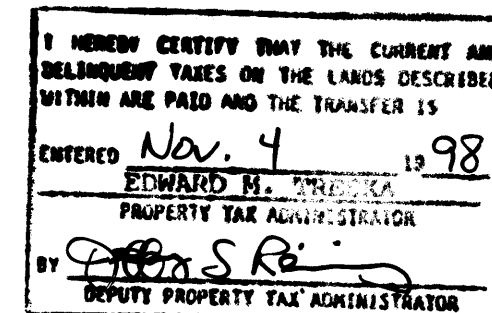 I HEREBY CERTIFY THAT THE CURRENT AND
DELINQUENT TAXES ON THE LANDS DESCRIBED
WITHIN ARE PAID AND THE TRANSFER IS
ENTERED Nov. 4 19 98
EDWARD M. TRECKA
PROPERTY TAX ADMINISTRATOR
BY S
DEPUTY PROPERTY TAX ADMINISTRATOR